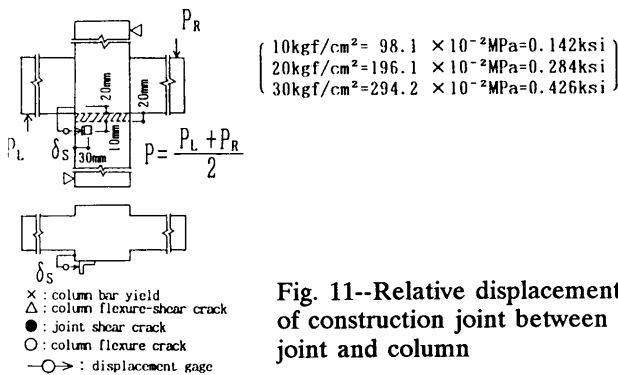 P_R
10kgf/cm²= 98.1 ×10⁻²MPa=0.142ksi
20kgf/cm²=196.1 ×10⁻²MPa=0.284ksi
30kgf/cm²=294.2 ×10⁻²MPa=0.426ksi
20mm
20mm
10mm
P_L
δ_S
30mm
P= P_L + P_R / 2
δ_S
× : column bar yield
△ : column flexure-shear crack
● : joint shear crack
○ : column flexure crack
—○→ : displacement gage
Fig. 11--Relative displacement
of construction joint between
joint and column